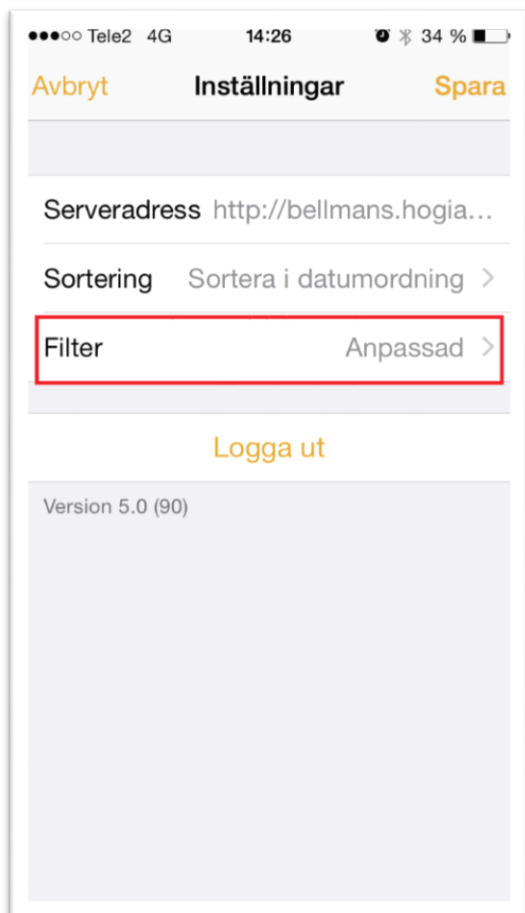 Tele2 4G 14:26 34 %
Avbryt Inställningar Spara
Serveradress http://bellmans.hogia...
Sortering Sortera i datumordning
Filter Anpassad
Logga ut
Version 5.0 (90)